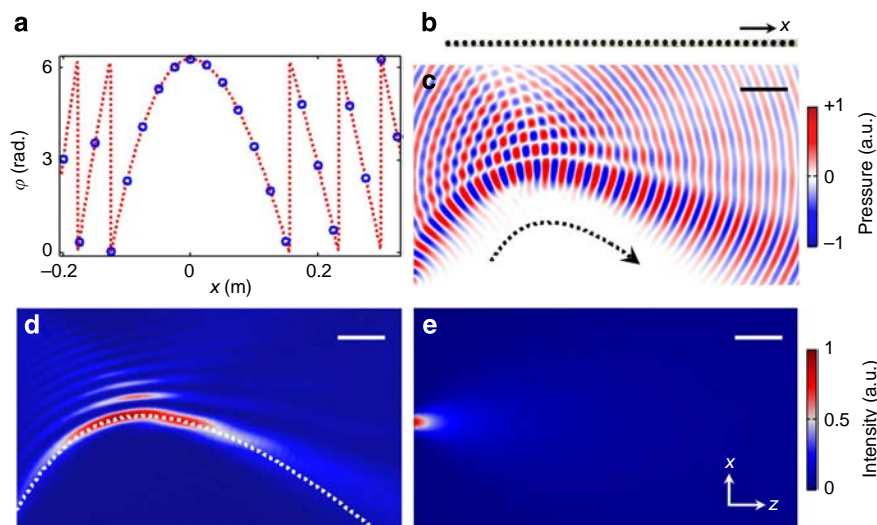 a
6
3
0
φ (rad.)
−0.2
0
0.2
x (m)
b
x
c
+1
0
−1
Pressure (a.u.)
d
e
x
z
1
0.5
0
Intensity (a.u.)